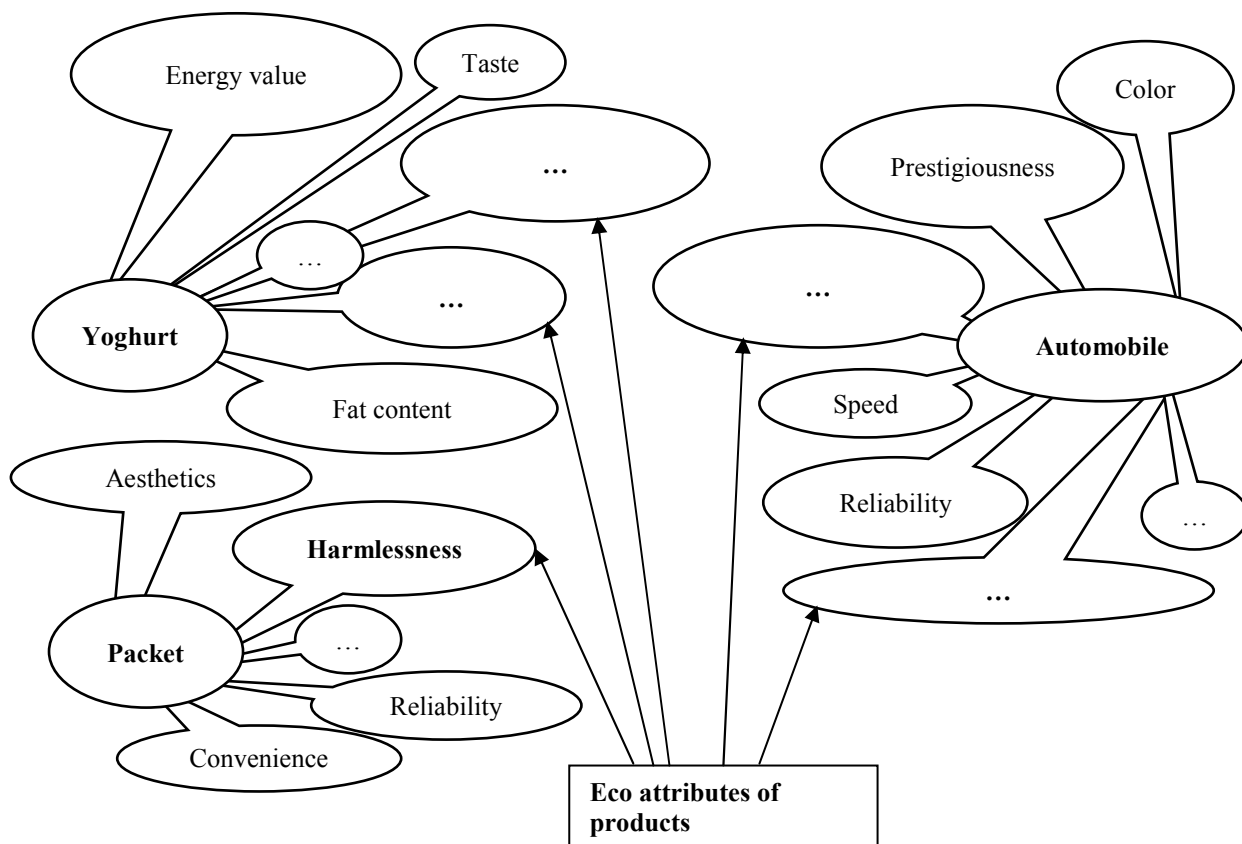 Energy value
Taste
Color
...
Prestigiousness
...
...
...
Yoghurt
Automobile
Speed
Fat content
Aesthetics
Reliability
...
Harmlessness
...
...
Packet
Reliability
Convenience
Eco attributes of
products